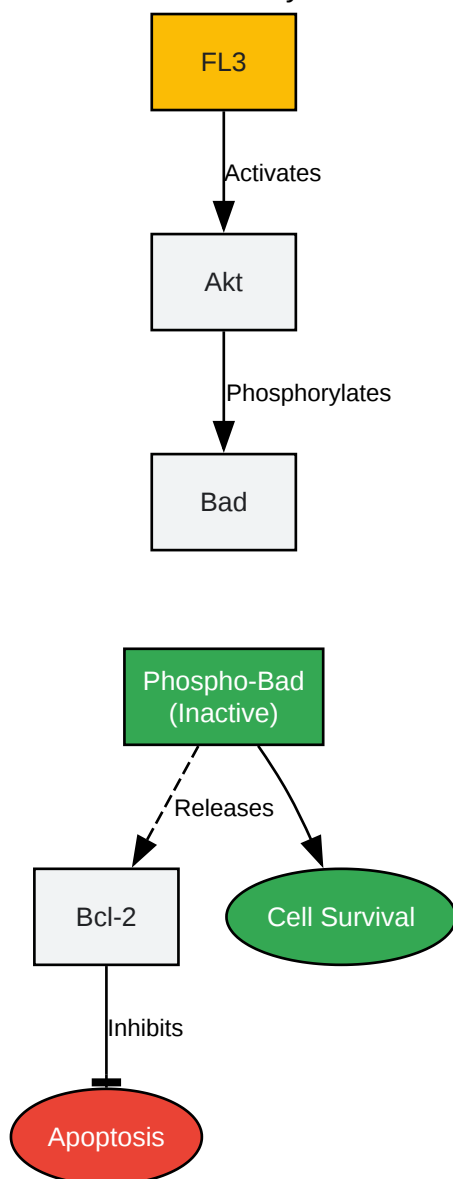 FL3
Activates
Akt
Phosphorylates
Bad
Phospho-Bad
(Inactive)
Releases
Bcl-2
Cell Survival
Inhibits
Apoptosis